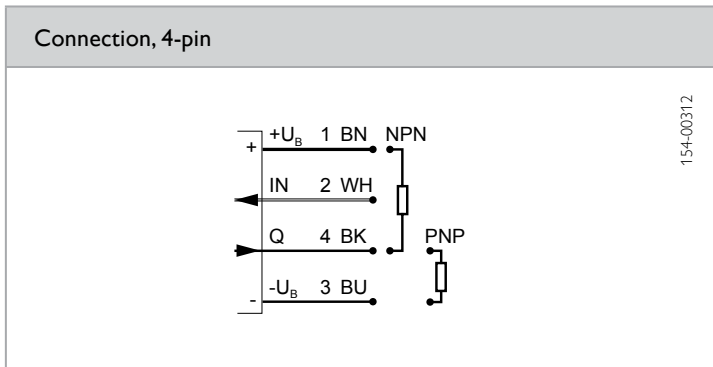 Connection, 4-pin
154-00312
+U_B 1 BN NPN
+
IN 2 WH
Q 4 BK PNP
-U_B 3 BU
-